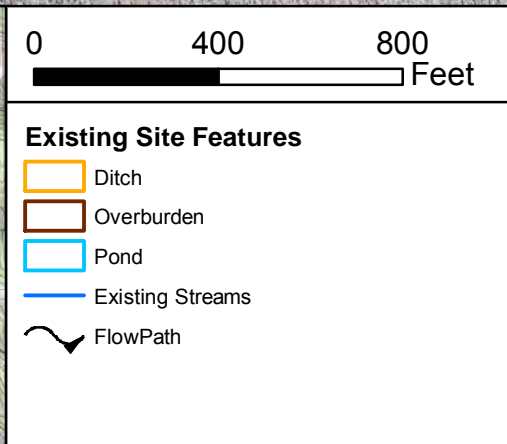 0 400 800
Feet
Existing Site Features
Ditch
Overburden
Pond
Existing Streams
FlowPath